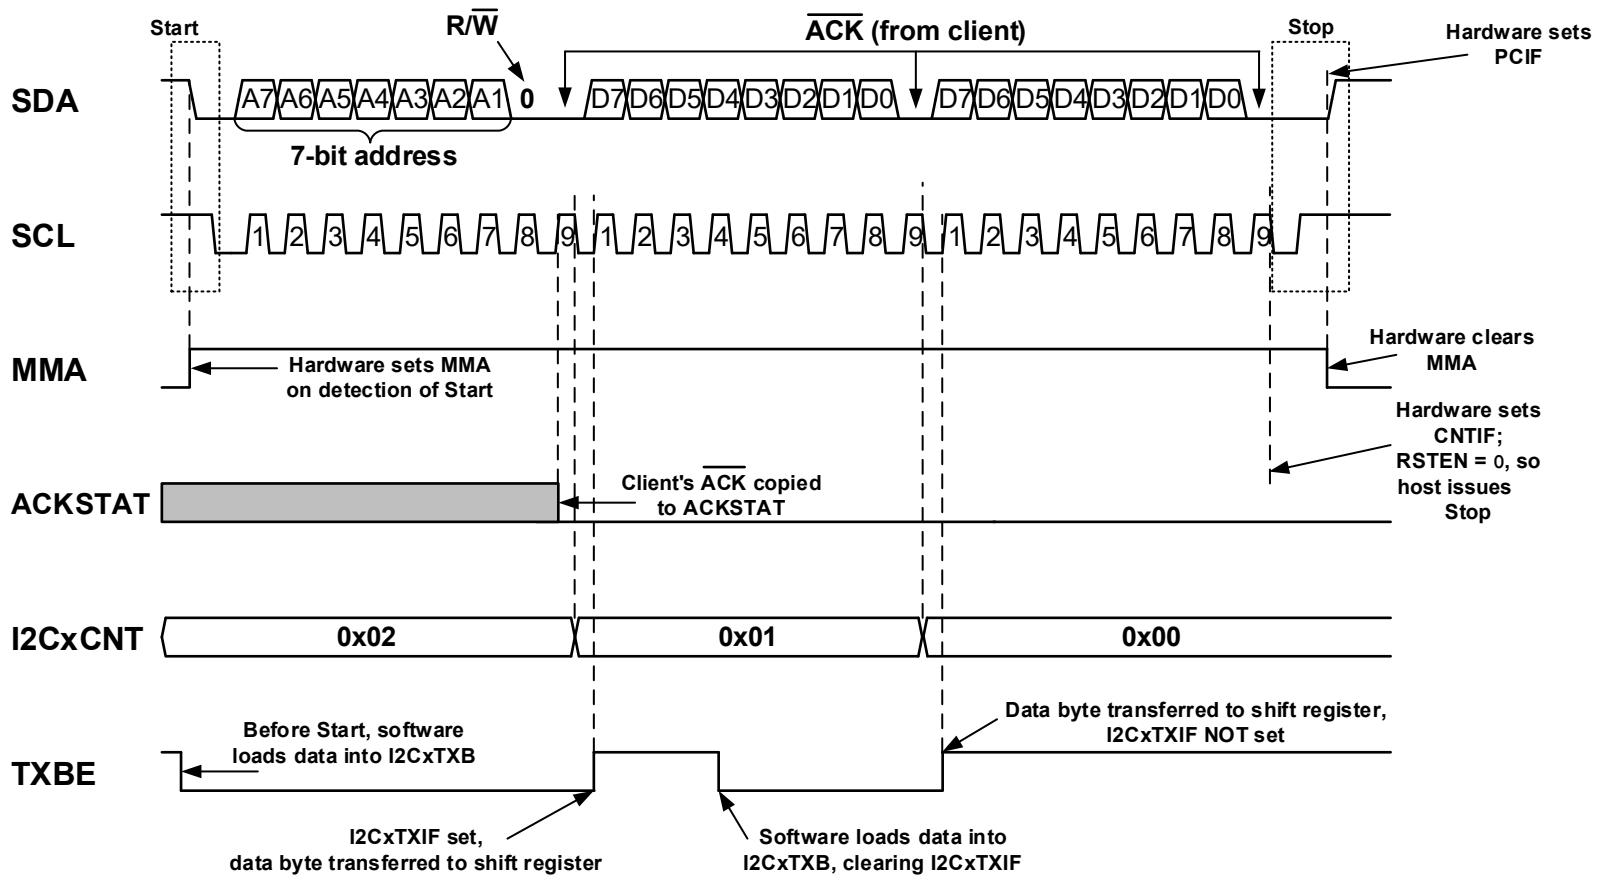 Start
R/W̅
A̅C̅K̅ (from client)
Stop
Hardware sets
PCIF
SDA
A7 A6 A5 A4 A3 A2 A1 0 D7 D6 D5 D4 D3 D2 D1 D0 D7 D6 D5 D4 D3 D2 D1 D0
7-bit address
SCL
1 2 3 4 5 6 7 8 9 1 2 3 4 5 6 7 8 9 1 2 3 4 5 6 7 8 9
MMA
Hardware sets MMA
on detection of Start
Hardware clears
MMA
Hardware sets
CNTIF;
RSTEN = 0, so
host issues
Stop
ACKSTAT
Client's A̅C̅K̅ copied
to ACKSTAT
I2CxCNT
0x02 0x01 0x00
TXBE
Before Start, software
loads data into I2CxTXB
Data byte transferred to shift register,
I2CxTXIF NOT set
I2CxTXIF set,
data byte transferred to shift register
Software loads data into
I2CxTXB, clearing I2CxTXIF